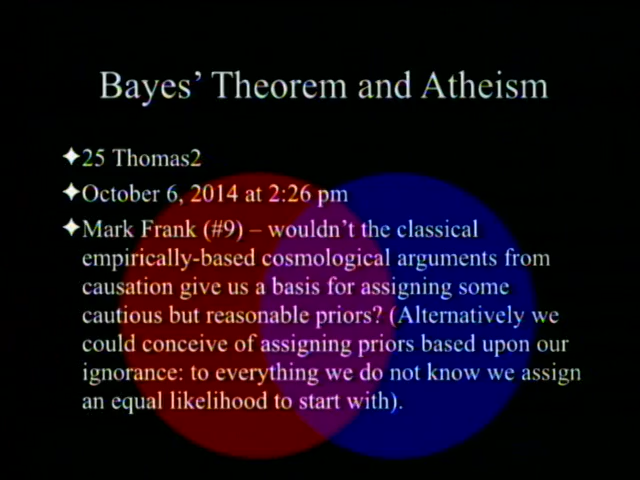 Bayes’ Theorem and Atheism
25 Thomas2
October 6, 2014 at 2:26 pm
Mark Frank (#9) – wouldn’t the classical
empirically-based cosmological arguments from
causation give us a basis for assigning some
cautious but reasonable priors? (Alternatively we
could conceive of assigning priors based upon our
ignorance: to everything we do not know we assign
an equal likelihood to start with).